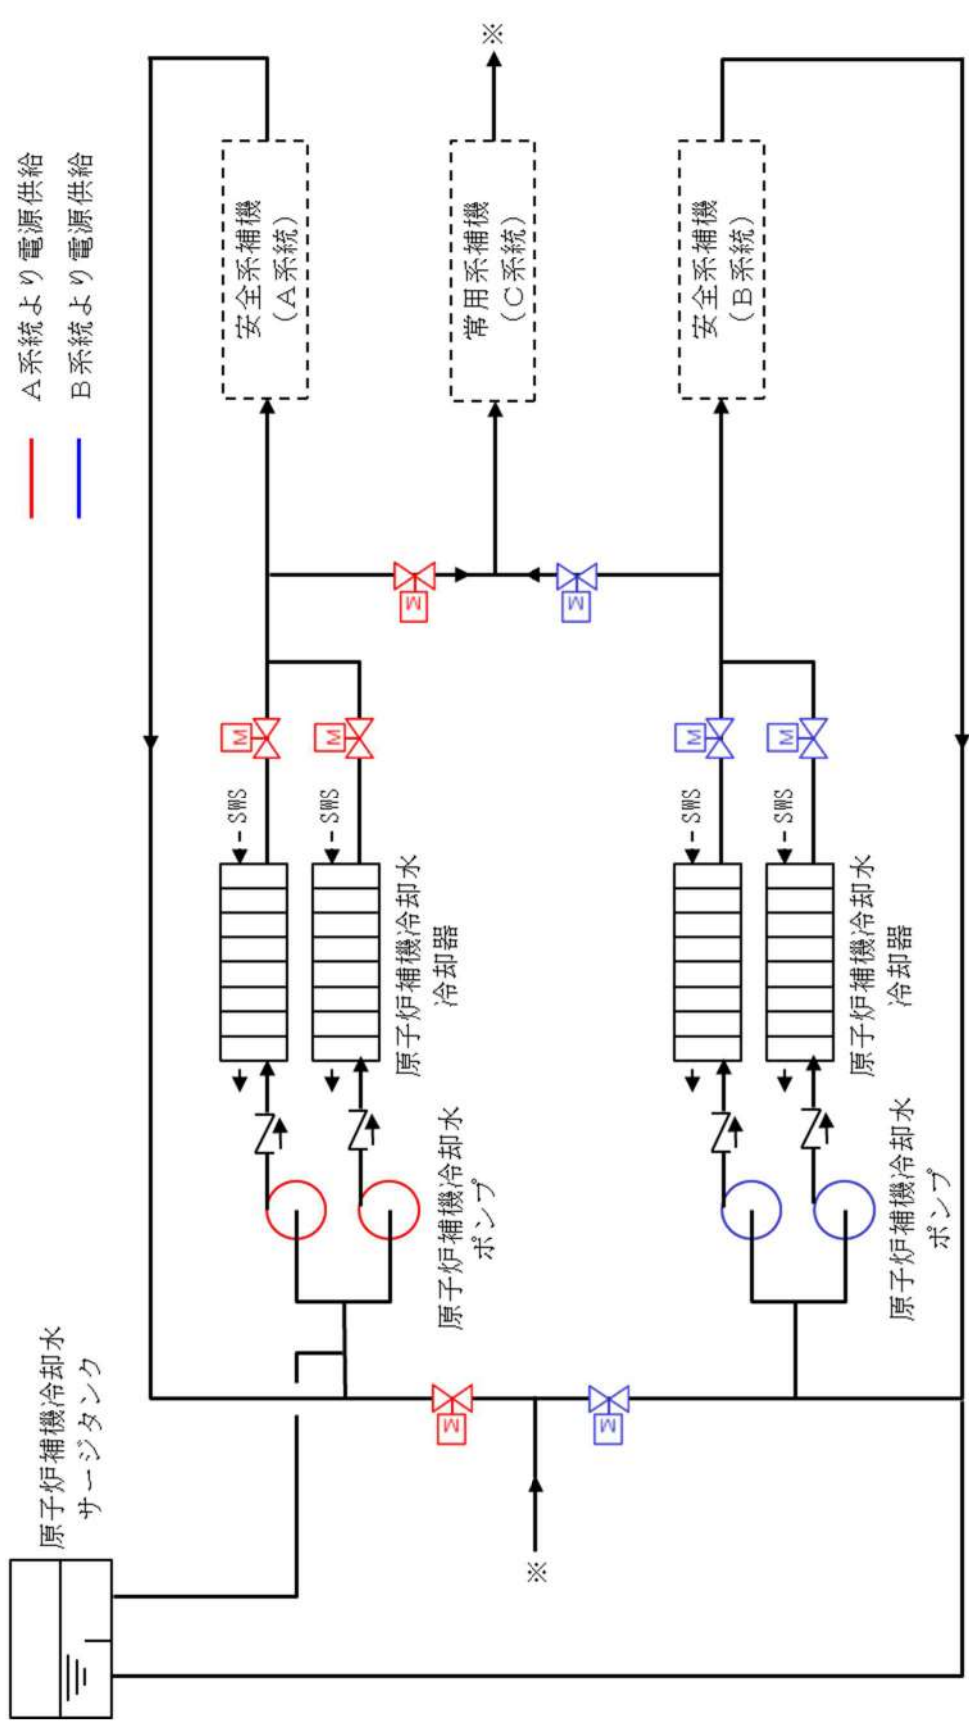 A系統より電源供給
B系統より電源供給
原子炉補機冷却水
サージタンク
安全系補機
(A系統)
常用系補機
(C系統)
安全系補機
(B系統)
※
※
M
M
M
M
M
M
M
M
SWS
SWS
SWS
SWS
原子炉補機冷却水
冷却器
原子炉補機冷却水
冷却器
原子炉補機冷却水
ポンプ
原子炉補機冷却水
ポンプ